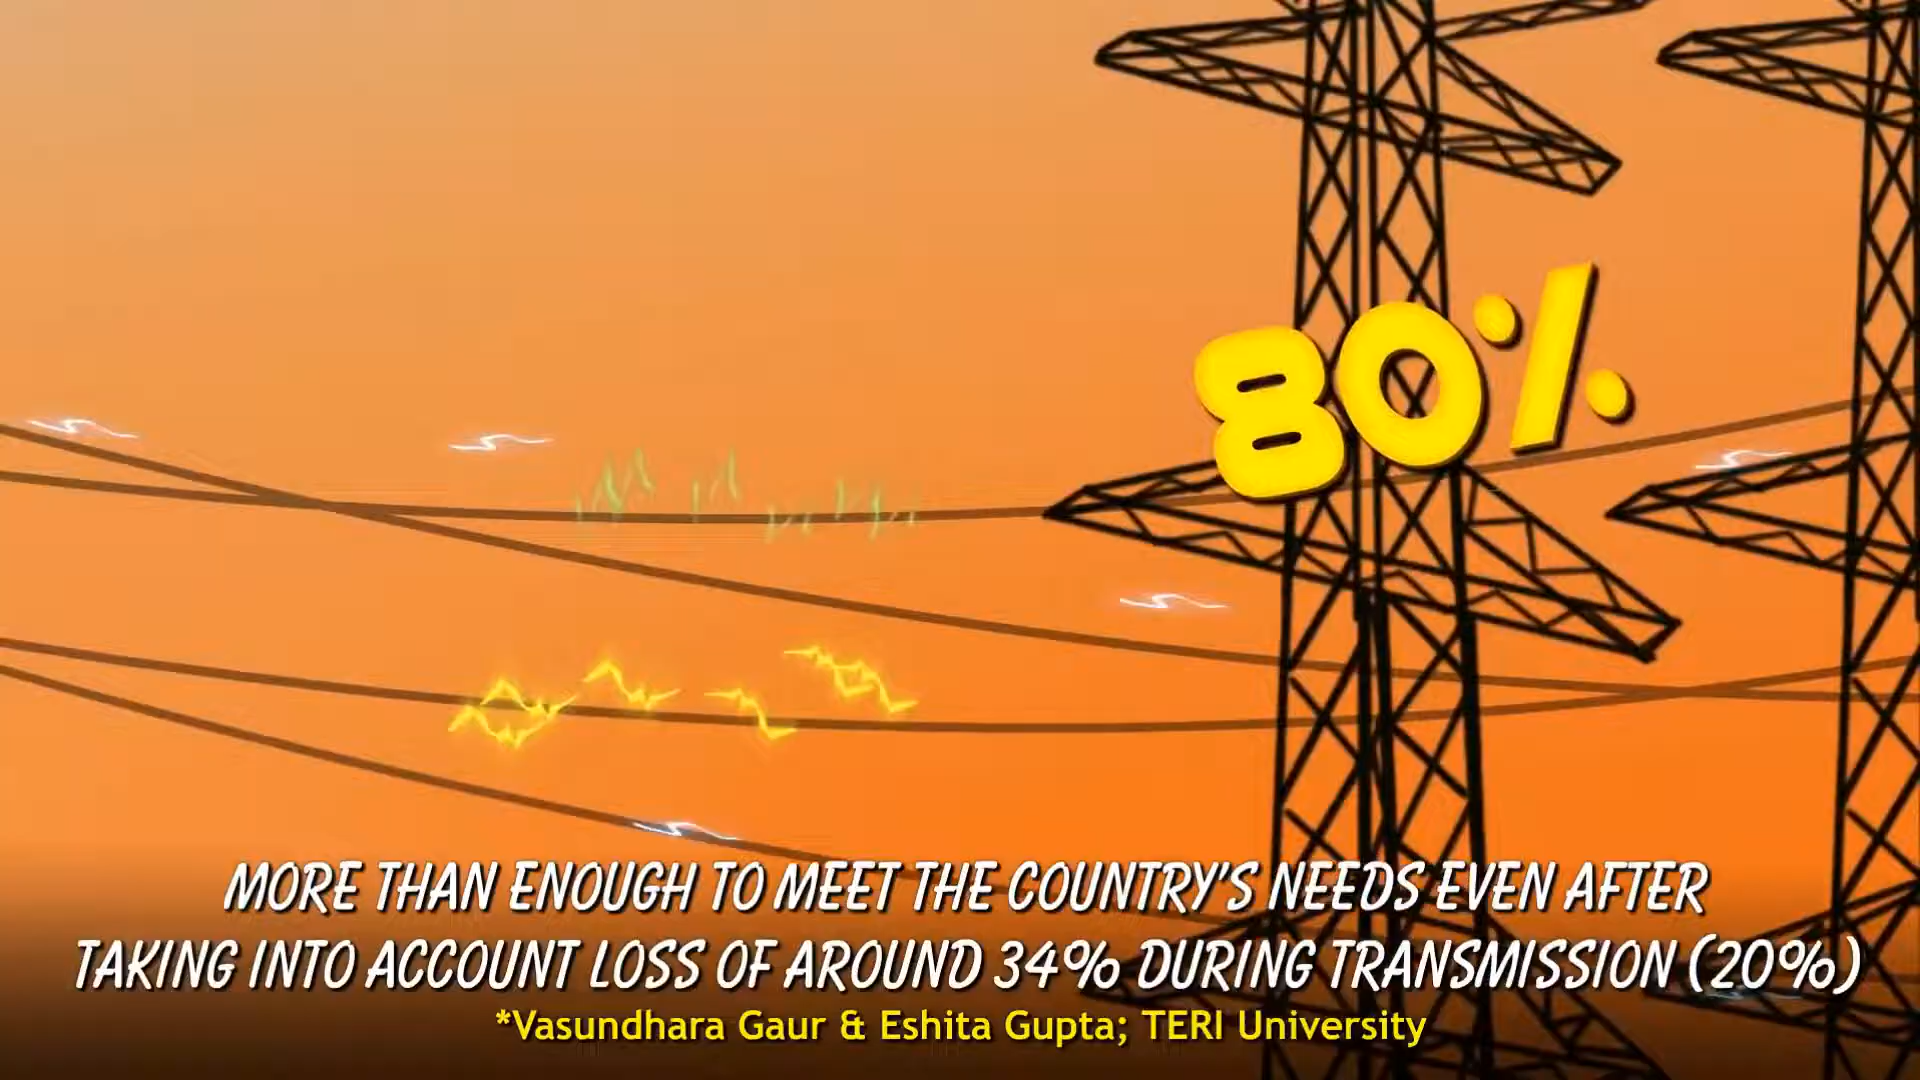 80%
MORE THAN ENOUGH TO MEET THE COUNTRY'S NEEDS EVEN AFTER
TAKING INTO ACCOUNT LOSS OF AROUND 34% DURING TRANSMISSION (20%)
*Vasundhara Gaur & Eshita Gupta; TERI University